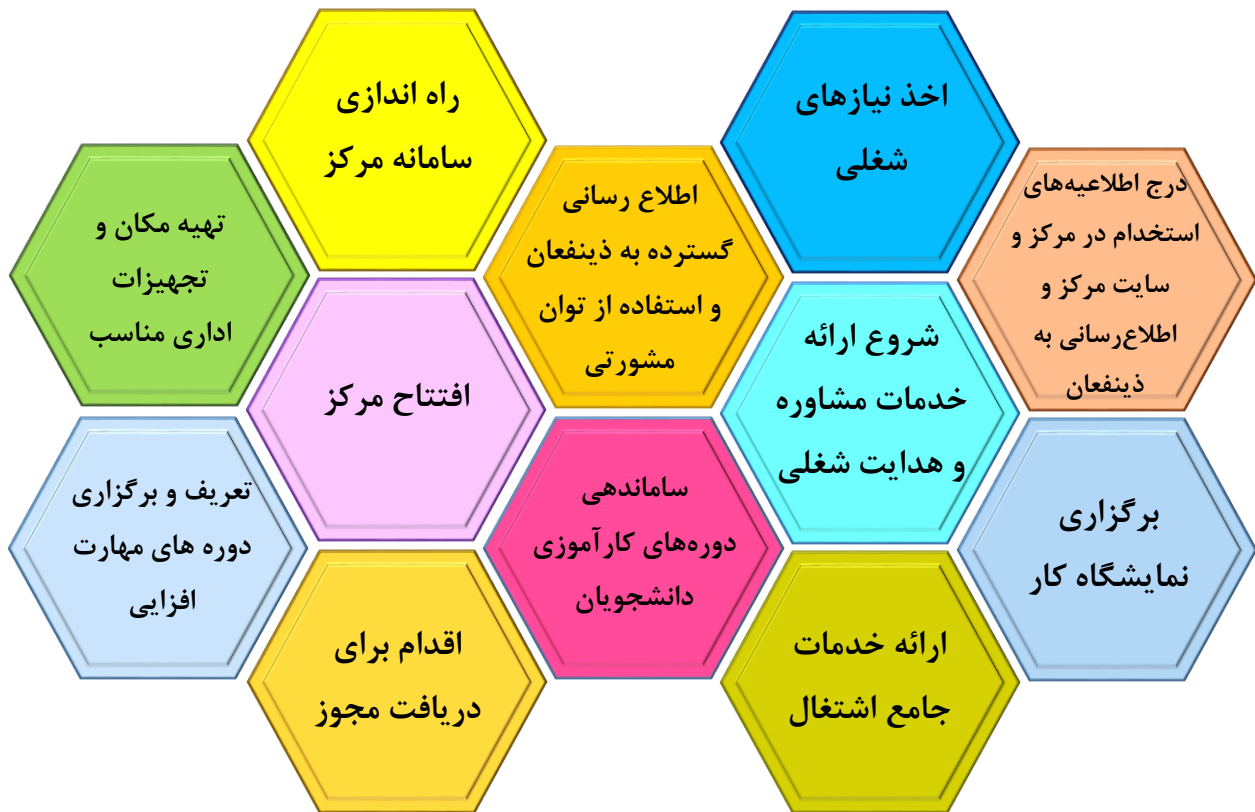 اخذ نیازهای
شغلی
راه اندازی
سامانه مرکز
درج اطلاعیه‌های
استخدام در مرکز و
سایت مرکز و
اطلاع‌رسانی به
ذینفعان
اطلاع رسانی
گسترده به ذینفعان
و استفاده از توان
مشورتی
تهیه مکان و
تجهیزات
اداری مناسب
شروع ارائه
خدمات مشاوره
و هدایت شغلی
افتتاح مرکز
برگزاری
نمایشگاه کار
ساماندهی
دوره‌های کارآموزی
دانشجویان
تعریف و برگزاری
دوره های مهارت
افزایی
ارائه خدمات
جامع اشتغال
اقدام برای
دریافت مجوز